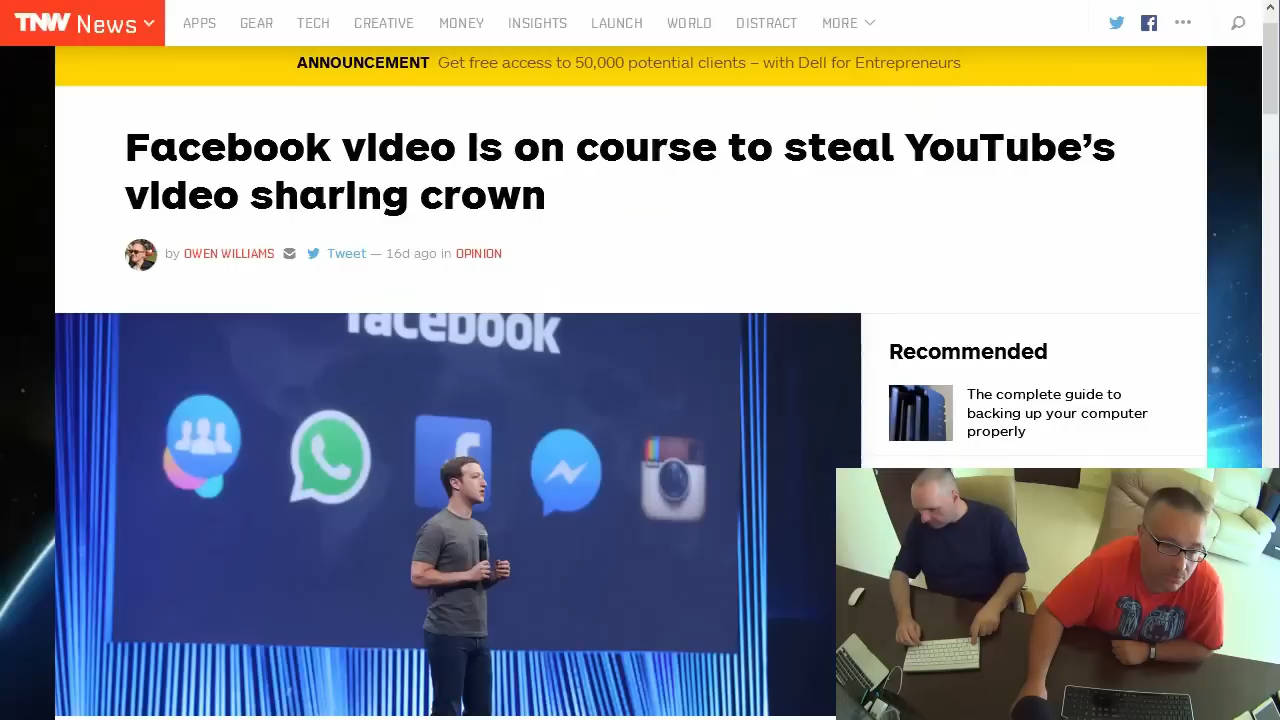 TNW News
APPS GEAR TECH CREATIVE MONEY INSIGHTS LAUNCH WORLD DISTRACT MORE
ANNOUNCEMENT Get free access to 50,000 potential clients – with Dell for Entrepreneurs
Facebook video is on course to steal YouTube’s
video sharing crown
by OWEN WILLIAMS Tweet — 16d ago in OPINION
facebook
Recommended
The complete guide to
backing up your computer
properly